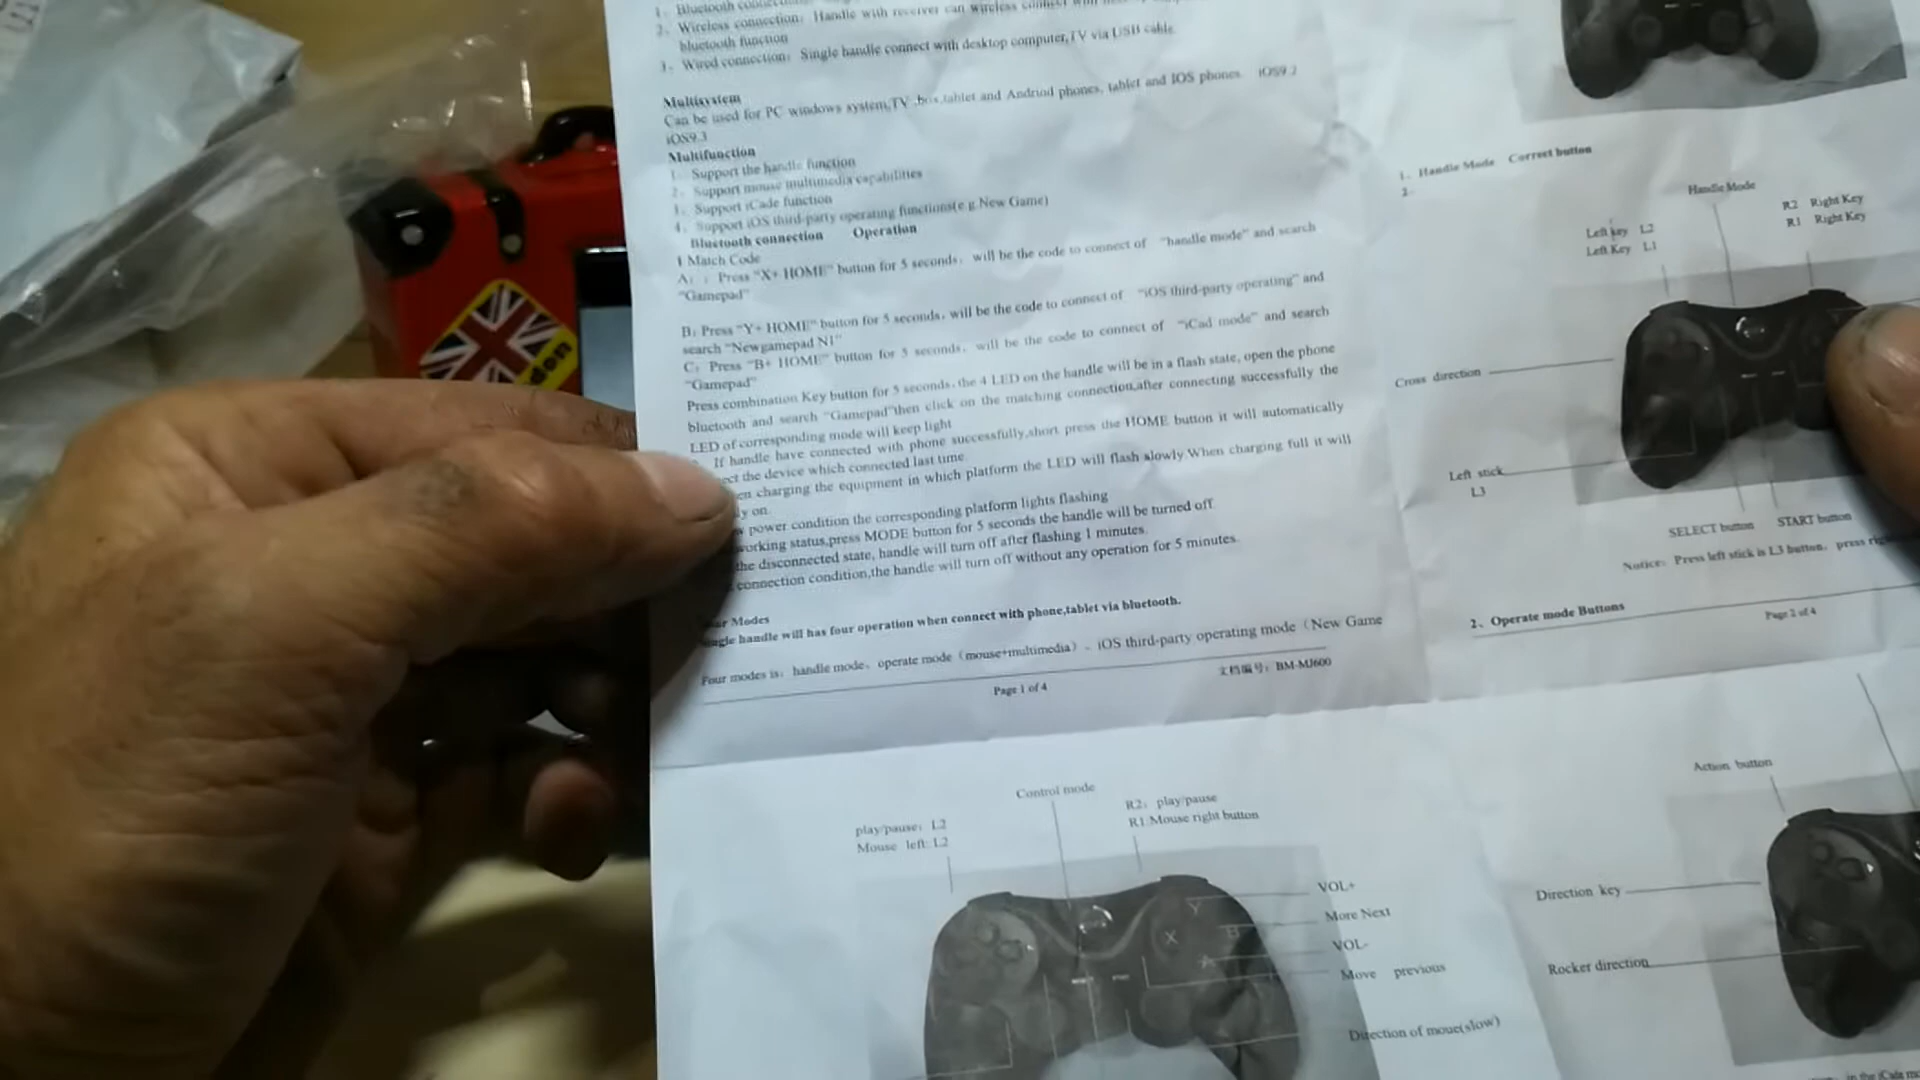 1、 Bluetooth
2、 Wireless connection: Handle with receiver can wireless connect with
bluetooth function
3、 Wired connection: Single handle connect with desktop computer,TV via USB cable.
Multisystem
Can be used for PC windows system,TV .box,tablet and Andriod phones, tablet and IOS phones. iOS9.2
iOS9.3
Multifunction
1、 Support the handle function
2、 Support mouse multimedia capabilities
3、 Support iCade function
4、 Support iOS third-party operating functions(e.g.New Game)
Bluetooth connection Operation
1 Match Code
A: : Press "X+ HOME" button for 5 seconds, will be the code to connect of "handle mode" and search
"Gamepad"
B: Press "Y+ HOME" button for 5 seconds, will be the code to connect of "iOS third-party operating" and
search "Newgamepad N1"
C: Press "B+ HOME" button for 5 seconds, will be the code to connect of "iCad mode" and search
"Gamepad"
Press combination Key button for 5 seconds, the 4 LED on the handle will be in a flash state, open the phone
bluetooth and search "Gamepad"then click on the matching connection,after connecting successfully the
LED of corresponding mode will keep light
If handle have connected with phone successfully,short press the HOME button it will automatically
the device which connected last time.
charging the equipment in which platform the LED will flash slowly.When charging full it will
on.
power condition the corresponding platform lights flashing
working status,press MODE button for 5 seconds the handle will be turned off.
the disconnected state, handle will turn off after flashing 1 minutes.
connection condition,the handle will turn off without any operation for 5 minutes.
Modes
handle will has four operation when connect with phone,tablet via bluetooth.
Four modes is: handle mode、operate mode（mouse+multimedia）、iOS third-party operating mode（New Game
Page 1 of 4
文档编号：BM-MJ600
1、 Handle Mode Correct button
2、
Handle Mode
Left key L2
Left Key L1
R2 Right Key
R1 Right Key
Cross direction
Left stick
L3
SELECT button START button
Notice: Press left stick is L3 button, press
2、Operate mode Buttons
Page 2 of 4
Control mode
play/pause: L2
Mouse left: L2
R2: play/pause
R1:Mouse right button
VOL+
More Next
VOL-
Move previous
Direction of moue(slow)
Y
X
B
A
Action button
Direction key
Rocker direction
in the iCade
don